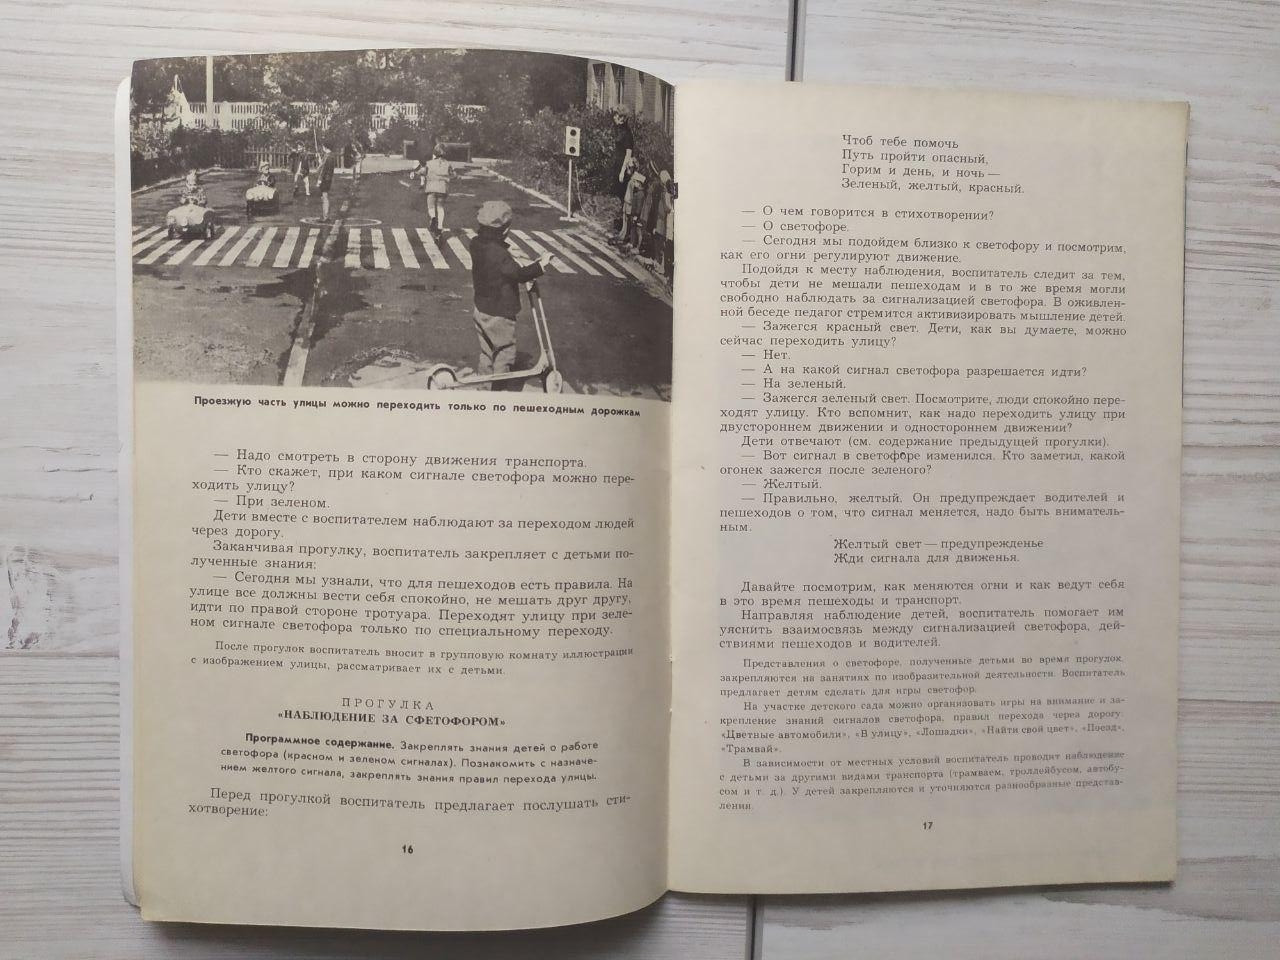 Проезжую часть улицы можно переходить только по пешеходным дорожкам
— Надо смотреть в сторону движения транспорта.
— Кто скажет, при каком сигнале светофора можно пере-
ходить улицу?
— При зеленом.
Дети вместе с воспитателем наблюдают за переходом людей
через дорогу.
Заканчивая прогулку, воспитатель закрепляет с детьми по-
лученные знания:
— Сегодня мы узнали, что для пешеходов есть правила. На
улице все должны вести себя спокойно, не мешать друг другу,
идти по правой стороне тротуара. Переходят улицу при зеле-
ном сигнале светофора только по специальному переходу.
После прогулок воспитатель вносит в групповую комнату иллюстрации
с изображением улицы, рассматривает их с детьми.
ПРОГУЛКА
«НАБЛЮДЕНИЕ ЗА СФЕТОФОРОМ»
Программное содержание. Закреплять знания детей о работе
светофора (красном и зеленом сигналах). Познакомить с назначе-
нием желтого сигнала, закреплять знания правил перехода улицы.
Перед прогулкой воспитатель предлагает послушать сти-
хотворение:
16
Чтоб тебе помочь
Путь пройти опасный,
Горим и день, и ночь —
Зеленый, желтый, красный.
— О чем говорится в стихотворении?
— О светофоре.
— Сегодня мы подойдем близко к светофору и посмотрим,
как его огни регулируют движение.
Подойдя к месту наблюдения, воспитатель следит за тем,
чтобы дети не мешали пешеходам и в то же время могли
свободно наблюдать за сигнализацией светофора. В оживлен-
ной беседе педагог стремится активизировать мышление детей.
— Зажегся красный свет. Дети, как вы думаете, можно
сейчас переходить улицу?
— Нет.
— А на какой сигнал светофора разрешается идти?
— На зеленый.
— Зажегся зеленый свет. Посмотрите, люди спокойно пере-
ходят улицу. Кто вспомнит, как надо переходить улицу при
двустороннем движении и одностороннем движении?
Дети отвечают (см. содержание предыдущей прогулки).
— Вот сигнал в светофоре изменился. Кто заметил, какой
огонек зажегся после зеленого?
— Желтый.
— Правильно, желтый. Он предупреждает водителей и
пешеходов о том, что сигнал меняется, надо быть вниматель-
ным.
Желтый свет — предупрежденье
Жди сигнала для движенья.
Давайте посмотрим, как меняются огни и как ведут себя
в это время пешеходы и транспорт.
Направляя наблюдение детей, воспитатель помогает им
уяснить взаимосвязь между сигнализацией светофора, дей-
ствиями пешеходов и водителей.
Представления о светофоре, полученные детьми во время прогулок,
закрепляются на занятиях по изобразительной деятельности. Воспитатель
предлагает детям сделать для игры светофор.
На участке детского сада можно организовать игры на внимание и за-
крепление знаний сигналов светофора, правил перехода через дорогу:
«Цветные автомобили», «В улицу», «Лошадки», «Найти свой цвет», «Поезд»,
«Трамвай».
В зависимости от местных условий воспитатель проводит наблюдение
с детьми за другими видами транспорта (трамваем, троллейбусом, автобу-
сом и т. д.). У детей закрепляются и уточняются разнообразные представ-
ления.
17